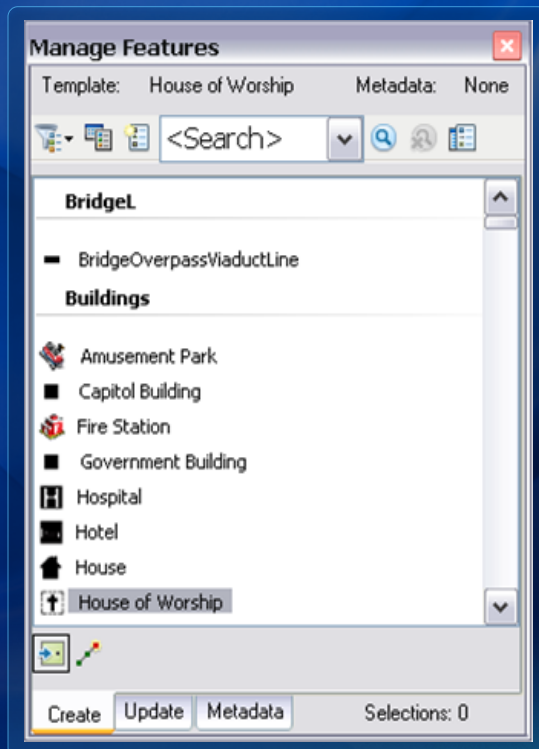 Manage Features
Template: House of Worship Metadata: None
<Search>
BridgeL
BridgeOverpassViaductLine
Buildings
Amusement Park
Capitol Building
Fire Station
Government Building
Hospital
Hotel
House
House of Worship
Create Update Metadata Selections: 0